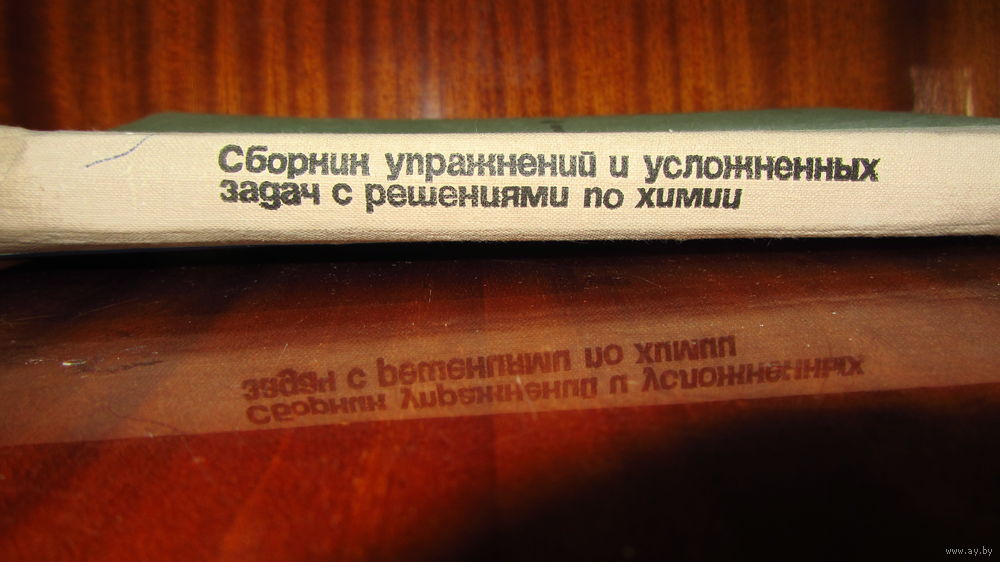 Сборник упражнений и усложненных
задач с решениями по химии
www.ay.by